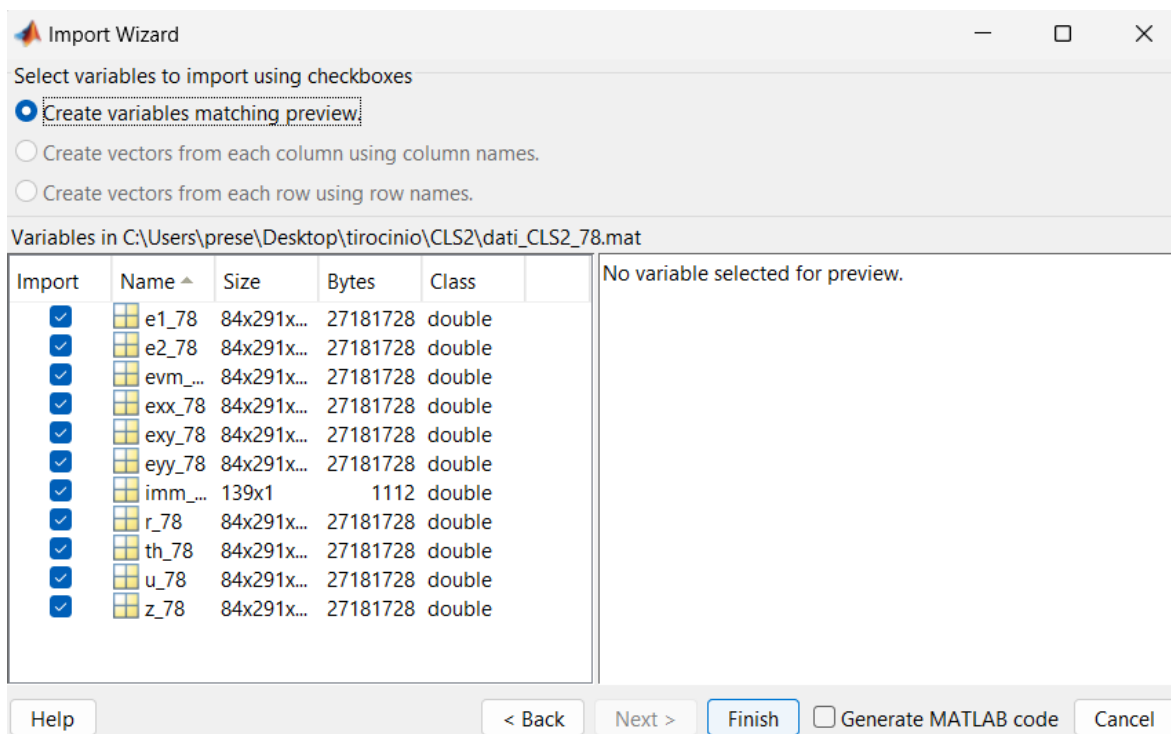 Import Wizard
Select variables to import using checkboxes
Create variables matching preview.
Create vectors from each column using column names.
Create vectors from each row using row names.
Variables in C:\Users\prese\Desktop\tirocinio\CLS2\dati_CLS2_78.mat
Import Name Size Bytes Class
No variable selected for preview.
e1_78 84x291x... 27181728 double
e2_78 84x291x... 27181728 double
evm_... 84x291x... 27181728 double
exx_78 84x291x... 27181728 double
exy_78 84x291x... 27181728 double
eyy_78 84x291x... 27181728 double
imm_... 139x1 1112 double
r_78 84x291x... 27181728 double
th_78 84x291x... 27181728 double
u_78 84x291x... 27181728 double
z_78 84x291x... 27181728 double
Help < Back Next > Finish Generate MATLAB code Cancel